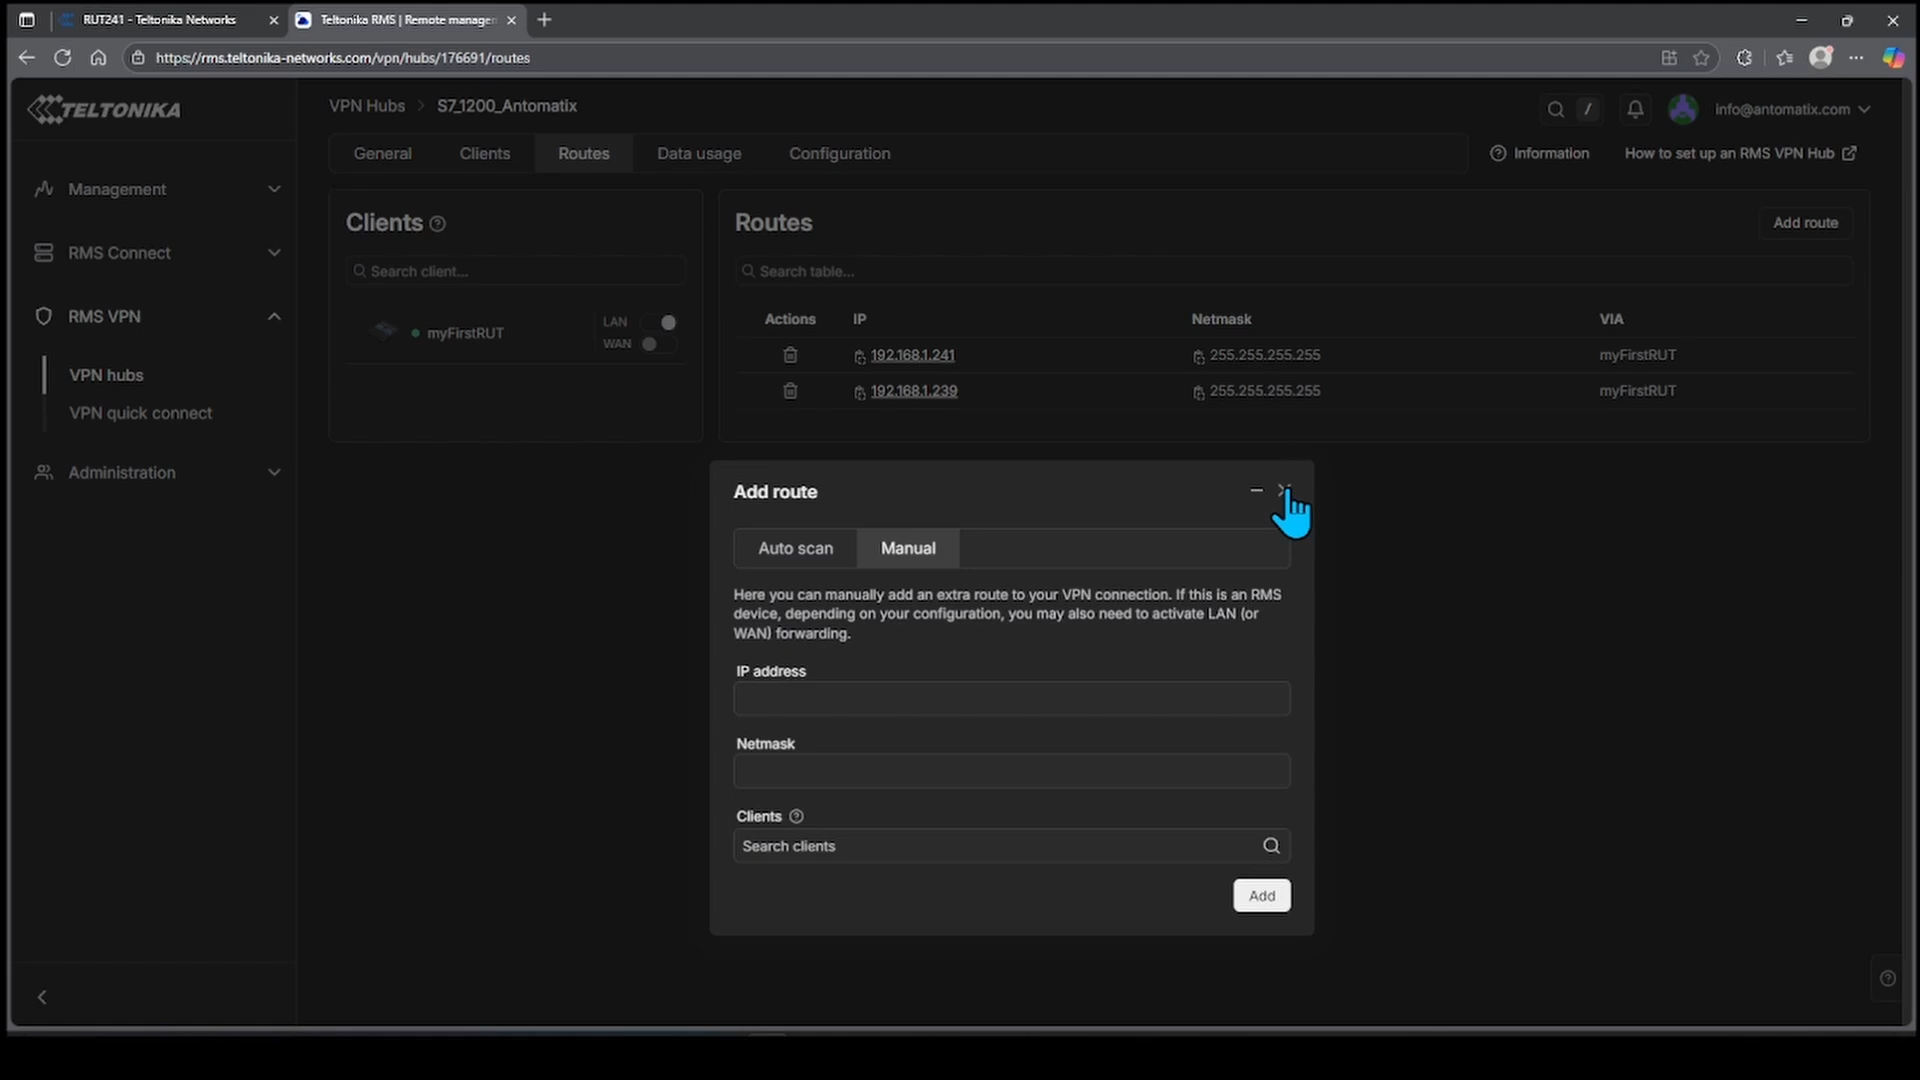 RUT241 - Teltonika Networks
Teltonika RMS | Remote manager
https://rms.teltonika-networks.com/vpn/hubs/176691/routes
TELTONIKA
VPN Hubs > S7_1200_Antomatix
/
info@antomatix.com
General
Clients
Routes
Data usage
Configuration
Information
How to set up an RMS VPN Hub
Management
RMS Connect
RMS VPN
VPN hubs
VPN quick connect
Administration
Clients
Search client...
myFirstRUT
LAN
WAN
Routes
Add route
Search table...
Actions IP Netmask VIA
192.168.1.241 255.255.255.255 myFirstRUT
192.168.1.239 255.255.255.255 myFirstRUT
Add route
Auto scan
Manual
Here you can manually add an extra route to your VPN connection. If this is an RMS
device, depending on your configuration, you may also need to activate LAN (or
WAN) forwarding.
IP address
Netmask
Clients
Search clients
Add